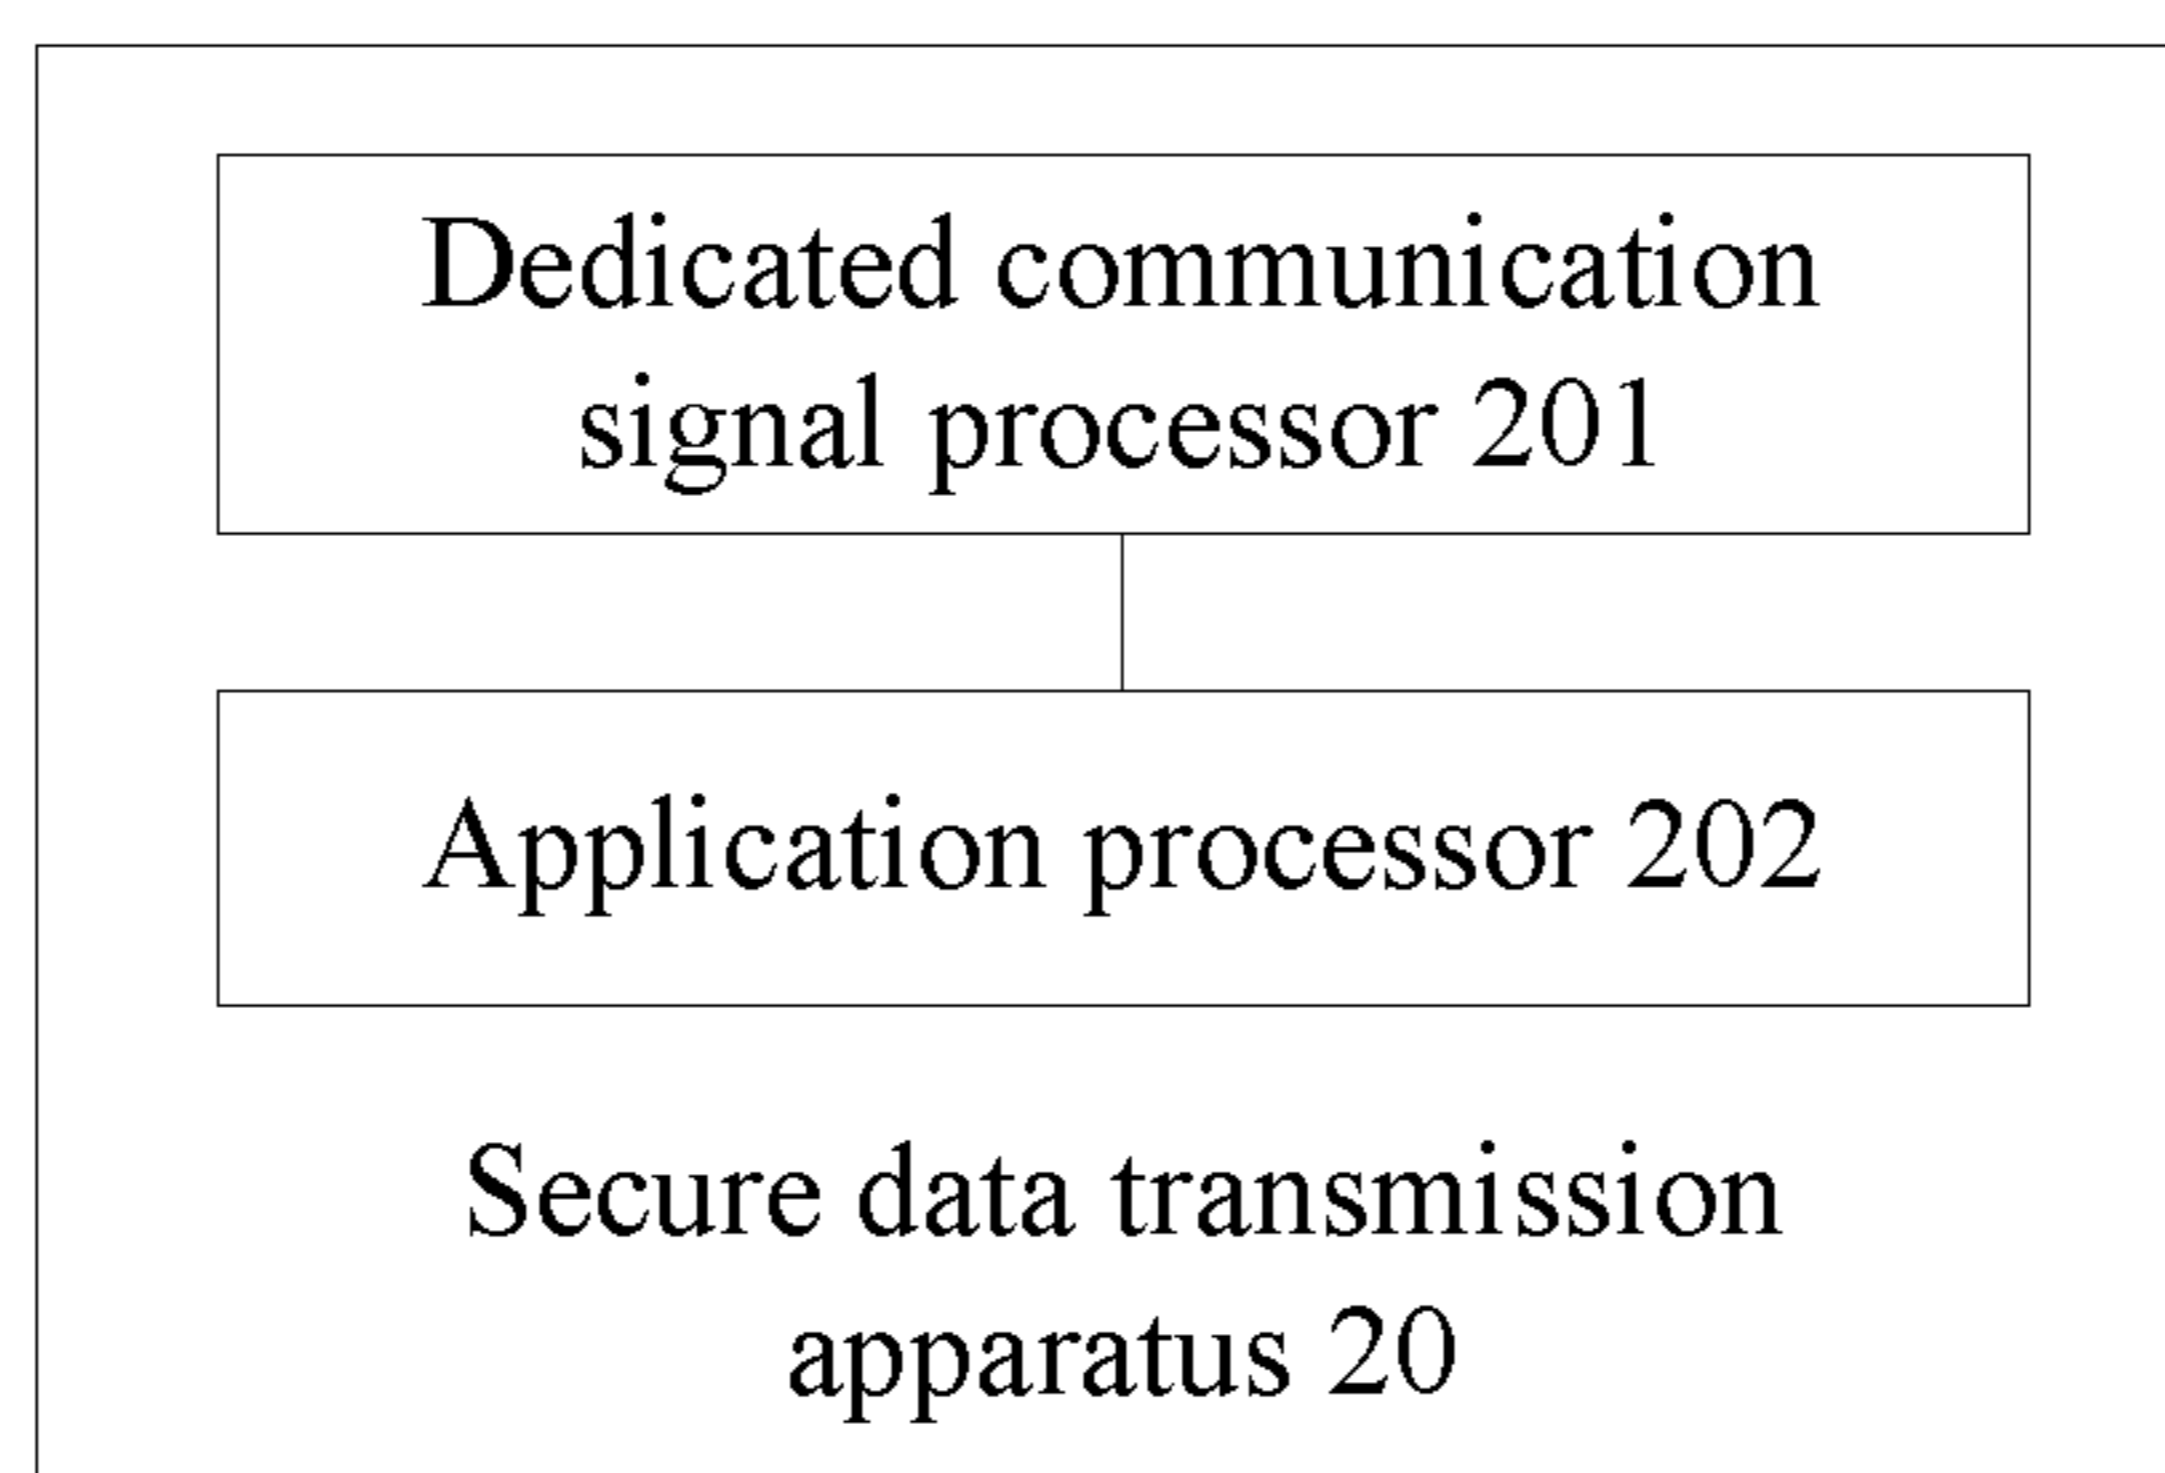 Dedicated communication
signal processor 201
Application processor 202
Secure data transmission
apparatus 20